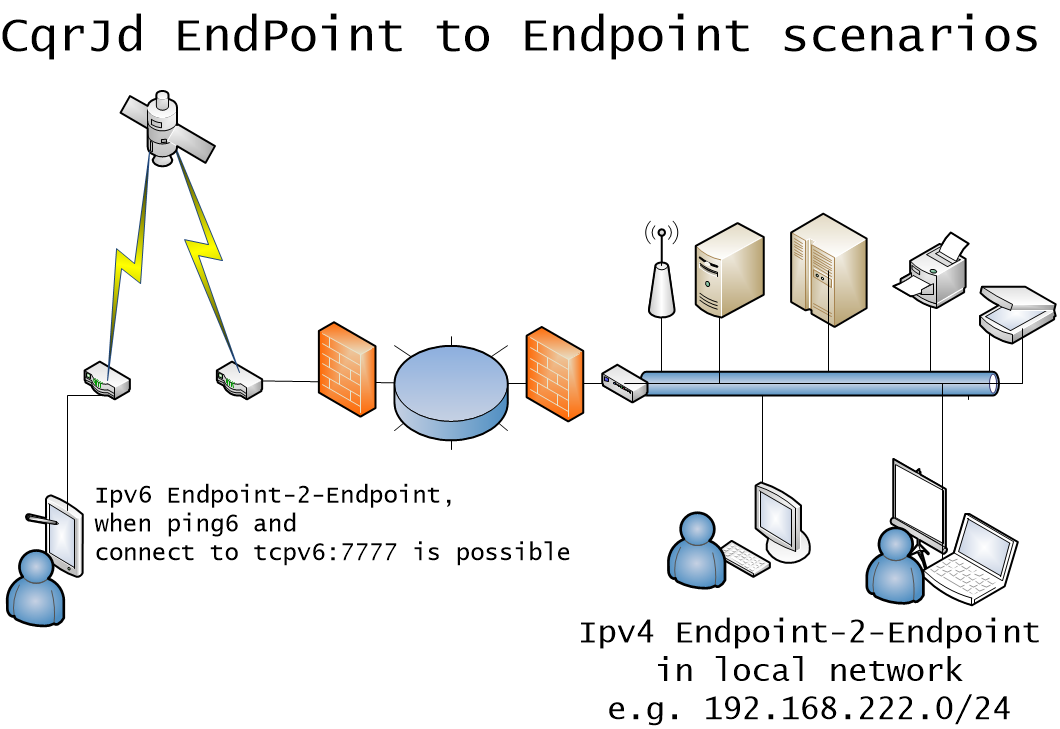 CqrJd EndPoint to Endpoint scenarios
Ipv6 Endpoint-2-Endpoint,
when ping6 and
connect to tcpv6:7777 is possible
Ipv4 Endpoint-2-Endpoint
in local network
e.g. 192.168.222.0/24